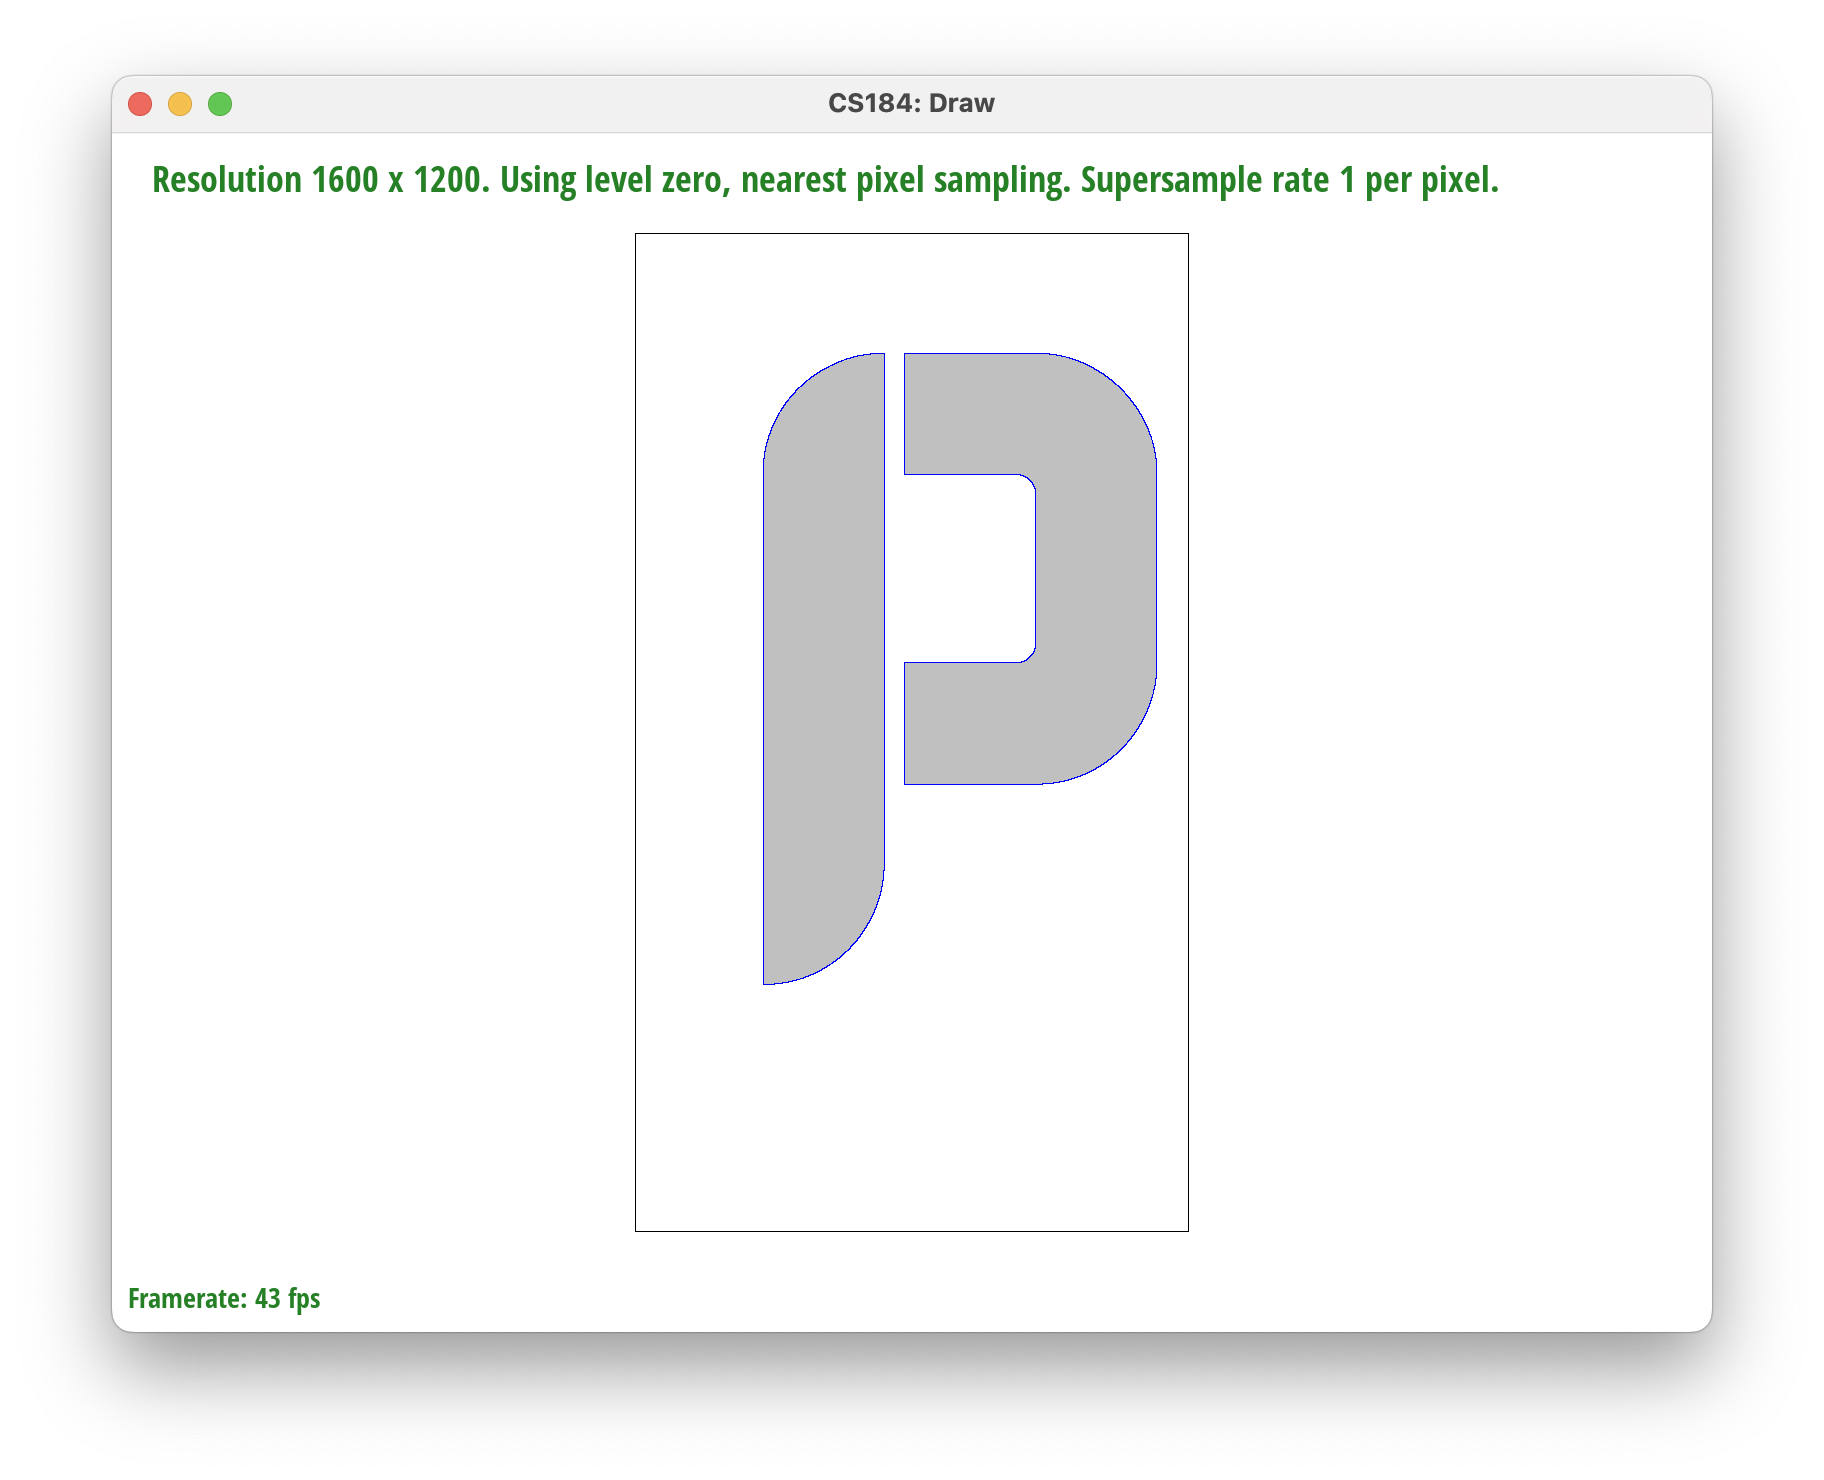 CS184: Draw
Resolution 1600 x 1200. Using level zero, nearest pixel sampling. Supersample rate 1 per pixel.
P
Framerate: 43 fps